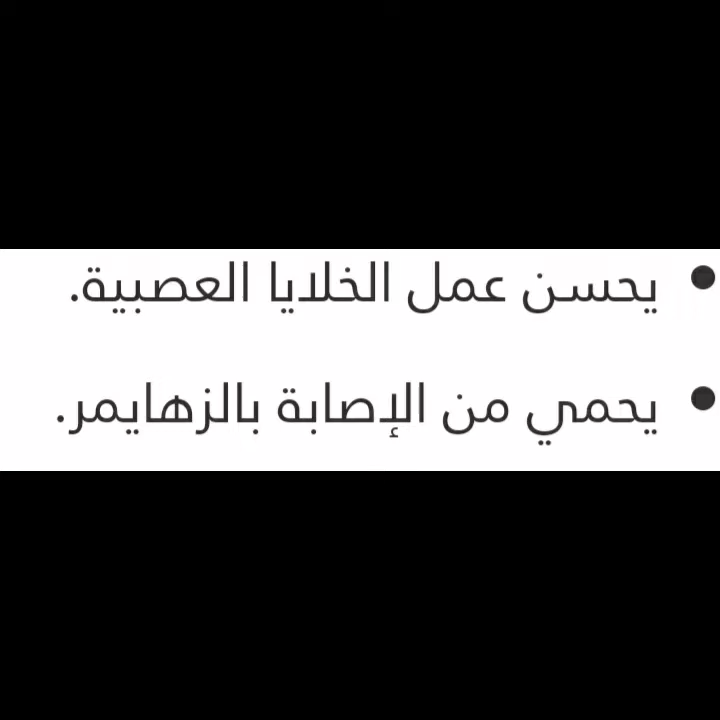 • يحسن عمل الخلايا العصبية.
• يحمي من الإصابة بالزهايمر.